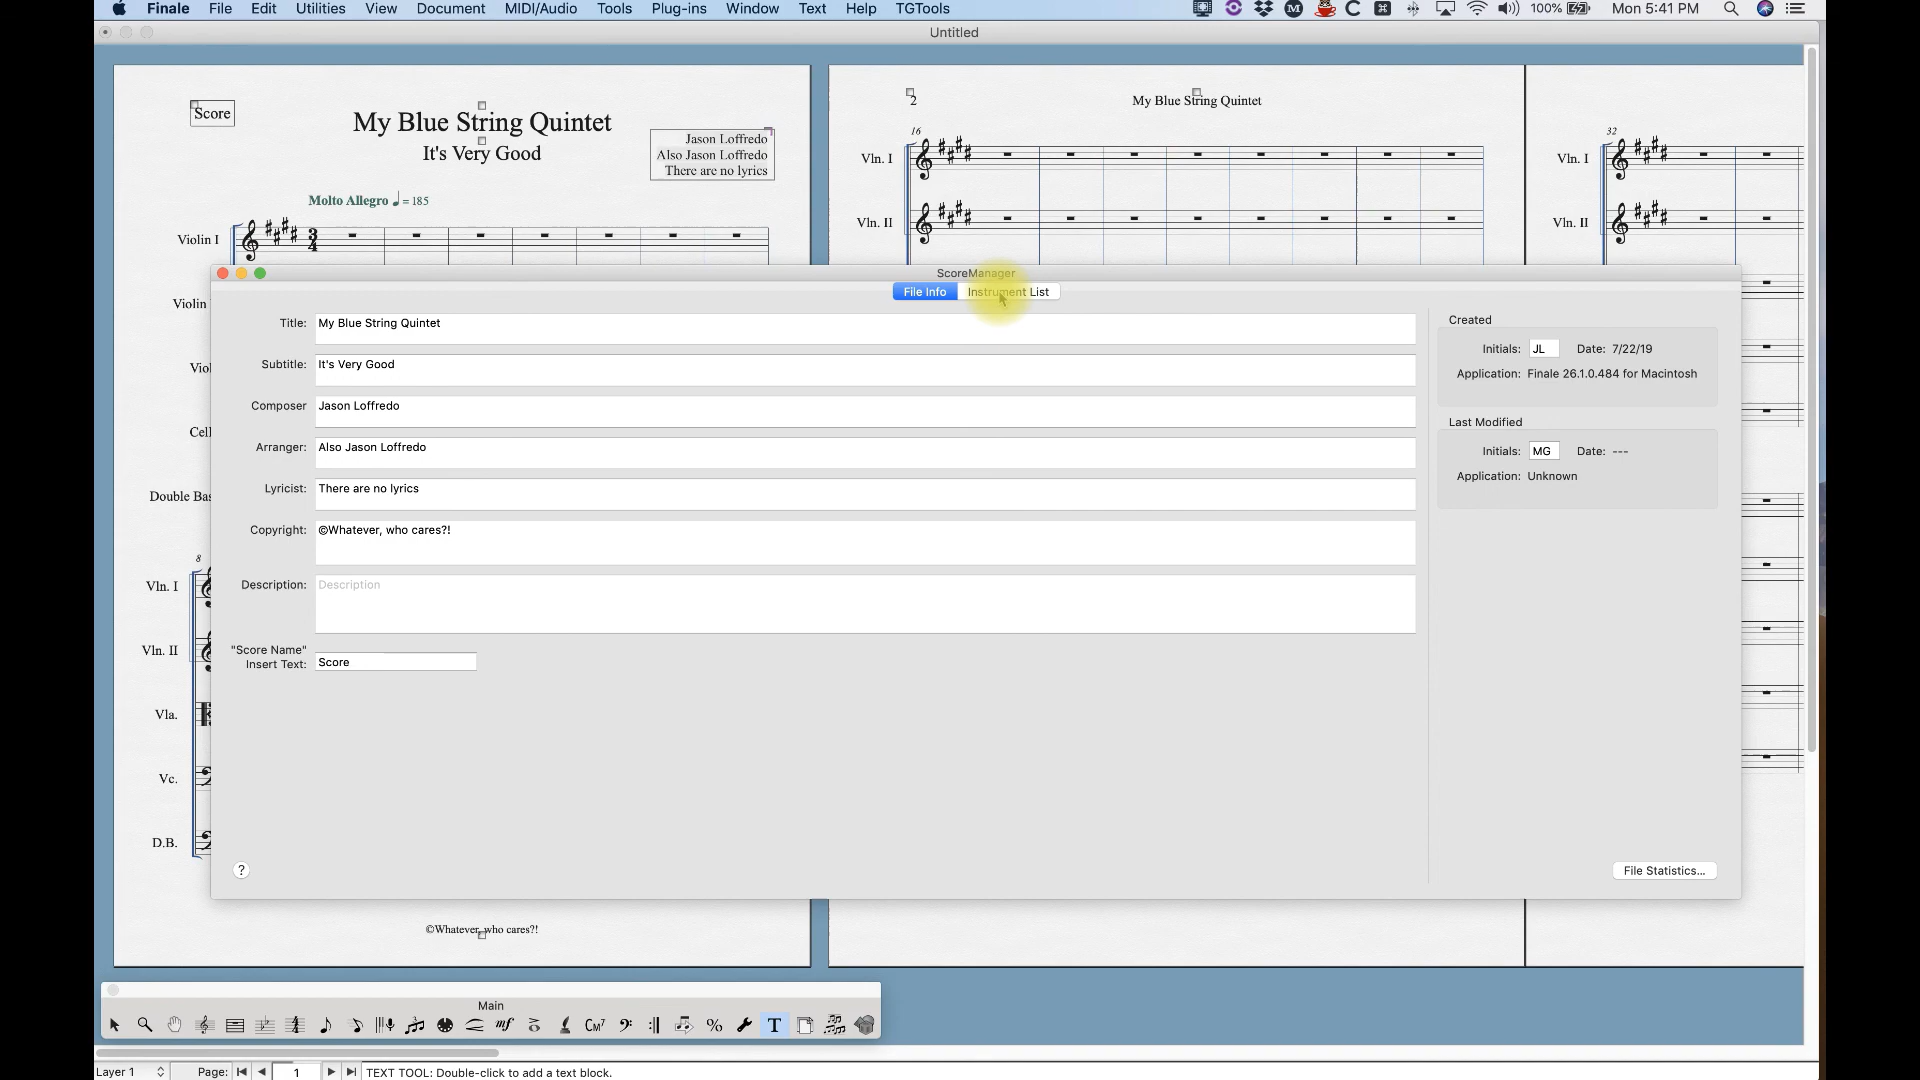 Finale File Edit Utilities View Document MIDI/Audio Tools Plug-ins Window Text Help TGTools 100% Mon 5:41 PM
Untitled
Score
My Blue String Quintet
It's Very Good
Jason Loffredo
Also Jason Loffredo
There are no lyrics
Molto Allegro ♩ = 185
Violin I
3
4
Violin
Viol
Cell
Double Bas
8
Vln. I
Vln. II
Vla.
Vc.
D.B.
©Whatever, who cares?!
2
My Blue String Quintet
16
Vln. I
Vln. II
32
Vln. I
Vln. II
ScoreManager
File Info Instrument List
Title: My Blue String Quintet
Subtitle: It's Very Good
Composer Jason Loffredo
Arranger: Also Jason Loffredo
Lyricist: There are no lyrics
Copyright: ©Whatever, who cares?!
Description: Description
"Score Name"
Insert Text: Score
Created
Initials: JL Date: 7/22/19
Application: Finale 26.1.0.484 for Macintosh
Last Modified
Initials: MG Date: ---
Application: Unknown
?
File Statistics...
Main
mf CM7 % T
Layer 1 Page: 1 TEXT TOOL: Double-click to add a text block.